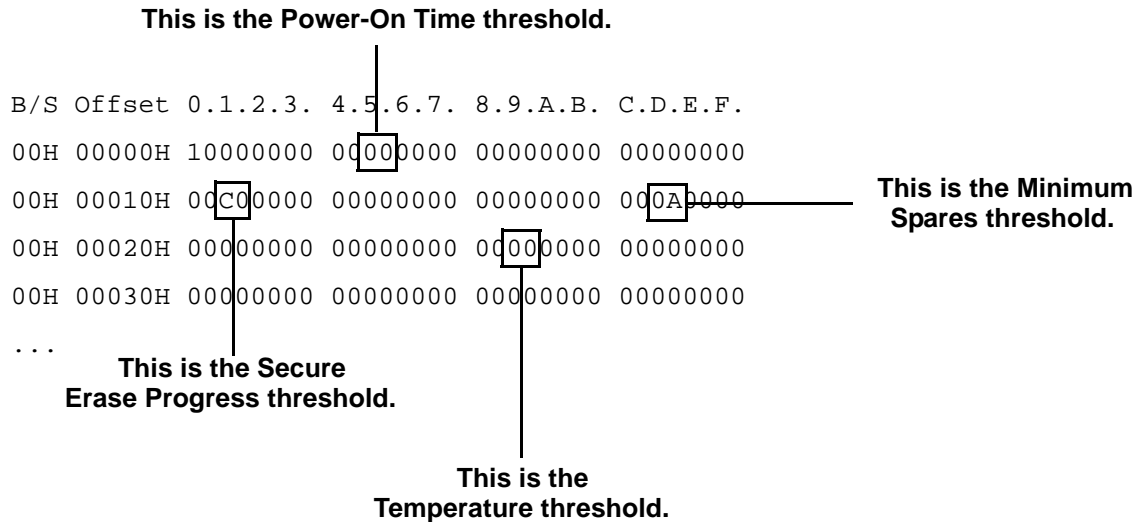 This is the Power-On Time threshold.
B/S Offset 0.1.2.3. 4.5.6.7. 8.9.A.B. C.D.E.F.
00H 00000H 10000000 00000000 00000000 00000000
00H 00010H 00C00000 00000000 00000000 000A0000
This is the Minimum
Spares threshold.
00H 00020H 00000000 00000000 00000000 00000000
00H 00030H 00000000 00000000 00000000 00000000
...
This is the Secure
Erase Progress threshold.
This is the
Temperature threshold.